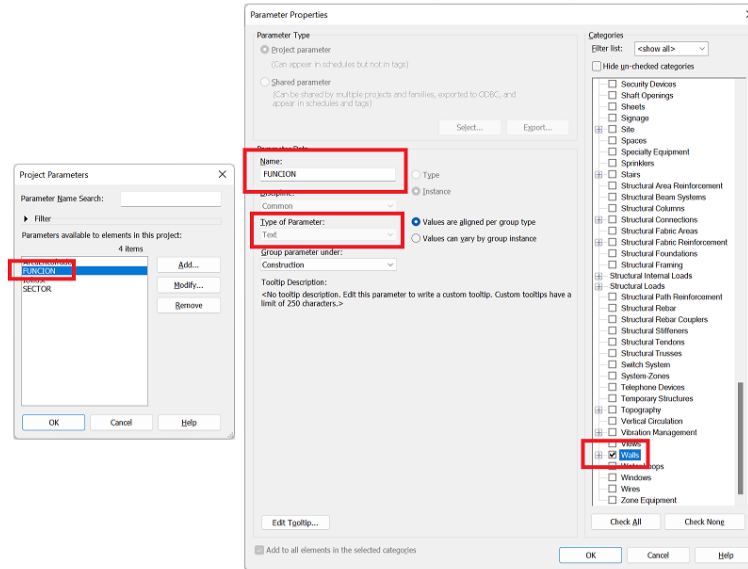 Project Parameters
Parameter Name Search:
Filter
Parameters available to elements in this project:
4 items
FUNCION
SECTOR
Add...
Modify...
Remove
OK
Cancel
Help
Parameter Properties
Parameter Type
Project parameter
(Can appear in schedules but not in tags)
Shared parameter
(Can be shared by multiple projects and families, exported to ODBC, and
appear in schedules and tags)
Select...
Export...
Parameter Data
Name:
FUNCION
Type
Discipline:
Instance
Common
Type of Parameter:
Values are aligned per group type
Text
Values can vary by group instance
Group parameter under:
Construction
Tooltip Description:
<No tooltip description. Edit this parameter to write a custom tooltip. Custom tooltips have a
limit of 250 characters.>
Edit Tooltip...
Add to all elements in the selected categories
Categories
Filter list:
<show all>
Hide un-checked categories
Security Devices
Shaft Openings
Sheets
Signage
Site
Spaces
Specialty Equipment
Sprinklers
Stairs
Structural Area Reinforcement
Structural Beam Systems
Structural Columns
Structural Connections
Structural Fabric Areas
Structural Fabric Reinforcement
Structural Foundations
Structural Framing
Structural Internal Loads
Structural Loads
Structural Path Reinforcement
Structural Rebar
Structural Rebar Couplers
Structural Stiffeners
Structural Tendons
Structural Trusses
Switch System
System-Zones
Telephone Devices
Temporary Structures
Topography
Vertical Circulation
Vibration Management
Views
Walls
Water Loops
Windows
Wires
Zone Equipment
Check All
Check None
OK
Cancel
Help